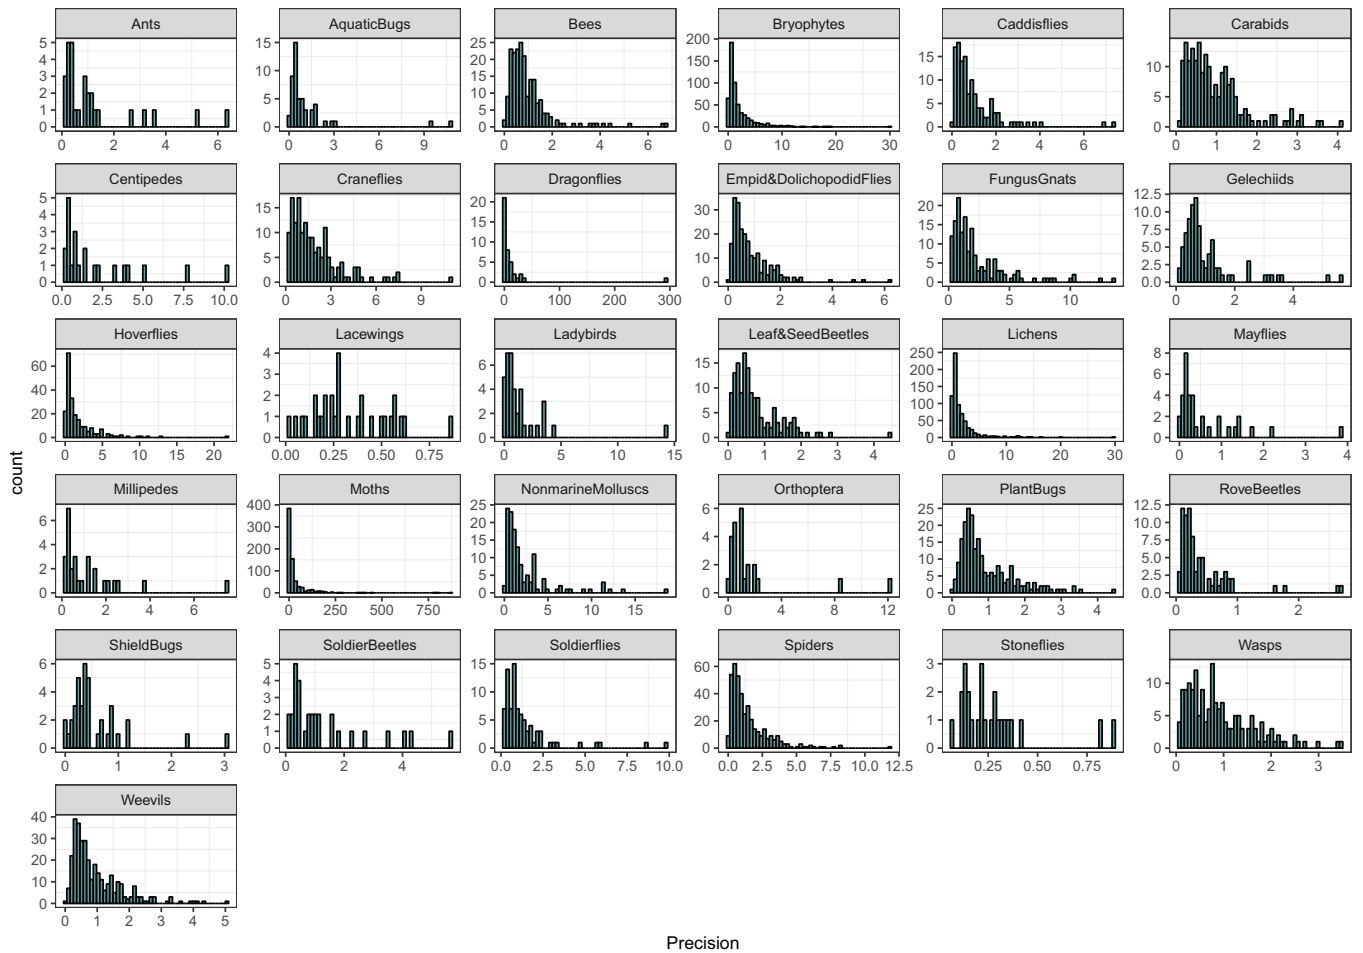 Ants AquaticBugs Bees Bryophytes Caddisflies Carabids
5 4 3 2 1 0
0 2 4 6
15 10 5 0
0 3 6 9
25 20 15 10 5 0
0 2 4 6
200 150 100 50 0
0 10 20 30
15 10 5 0
0 2 4 6
10 5 0
0 1 2 3 4
Centipedes Craneflies Dragonflies Empid&DolichopodidFlies FungusGnats Gelechiids
5 4 3 2 1 0
0.0 2.5 5.0 7.5 10.0
15 10 5 0
0 3 6 9
20 15 10 5 0
0 100 200 300
30 20 10 0
0 2 4 6
20 15 10 5 0
0 5 10
12.5 10.0 7.5 5.0 2.5 0.0
0 2 4
Hoverflies Lacewings Ladybirds Leaf&SeedBeetles Lichens Mayflies
60 40 20 0
0 5 10 15 20
4 3 2 1 0
0.00 0.25 0.50 0.75
6 4 2 0
0 5 10 15
15 10 5 0
0 1 2 3 4
250 200 150 100 50 0
0 10 20 30
8 6 4 2 0
0 1 2 3 4
count
Millipedes Moths NonmarineMolluscs Orthoptera PlantBugs RoveBeetles
6 4 2 0
0 2 4 6
400 300 200 100 0
0 250 500 750
25 20 15 10 5 0
0 5 10 15
6 4 2 0
0 4 8 12
25 20 15 10 5 0
0 1 2 3 4
12.5 10.0 7.5 5.0 2.5 0.0
0 1 2
ShieldBugs SoldierBeetles Soldierflies Spiders Stoneflies Wasps
6 4 2 0
0 1 2 3
5 4 3 2 1 0
0 2 4
15 10 5 0
0.0 2.5 5.0 7.5 10.0
60 40 20 0
0.0 2.5 5.0 7.5 10.0 12.5
3 2 1 0
0.25 0.50 0.75
10 5 0
0 1 2 3
Weevils
40 30 20 10 0
0 1 2 3 4 5
Precision